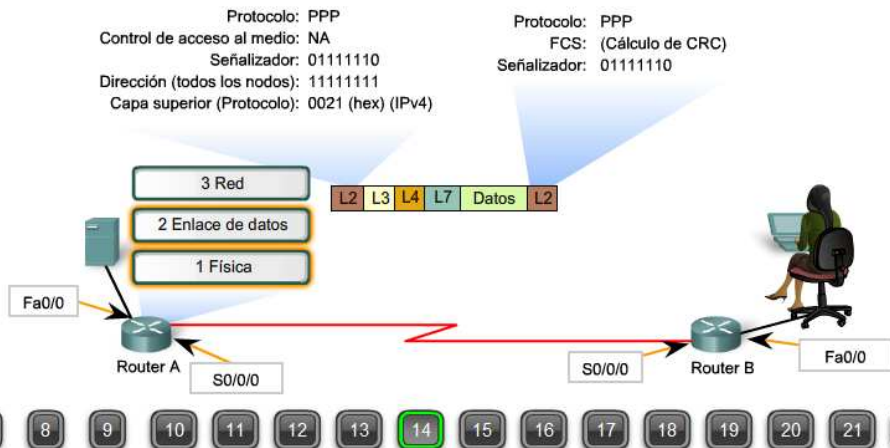 Protocolo: PPP
Control de acceso al medio: NA
Señalizador: 01111110
Dirección (todos los nodos): 11111111
Capa superior (Protocolo): 0021 (hex) (IPv4)
Protocolo: PPP
FCS: (Cálculo de CRC)
Señalizador: 01111110
3 Red
2 Enlace de datos
1 Física
L2 L3 L4 L7 Datos L2
Fa0/0
Router A
S0/0/0
S0/0/0
Router B
Fa0/0
8 9 10 11 12 13 14 15 16 17 18 19 20 21